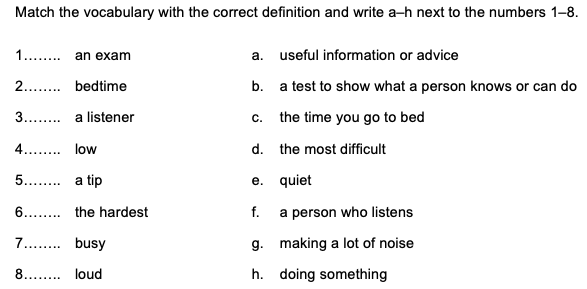 Match the vocabulary with the correct definition and write a–h next to the numbers 1–8.
1........ an exam a. useful information or advice
2........ bedtime b. a test to show what a person knows or can do
3........ a listener c. the time you go to bed
4........ low d. the most difficult
5........ a tip e. quiet
6........ the hardest f. a person who listens
7........ busy g. making a lot of noise
8........ loud h. doing something